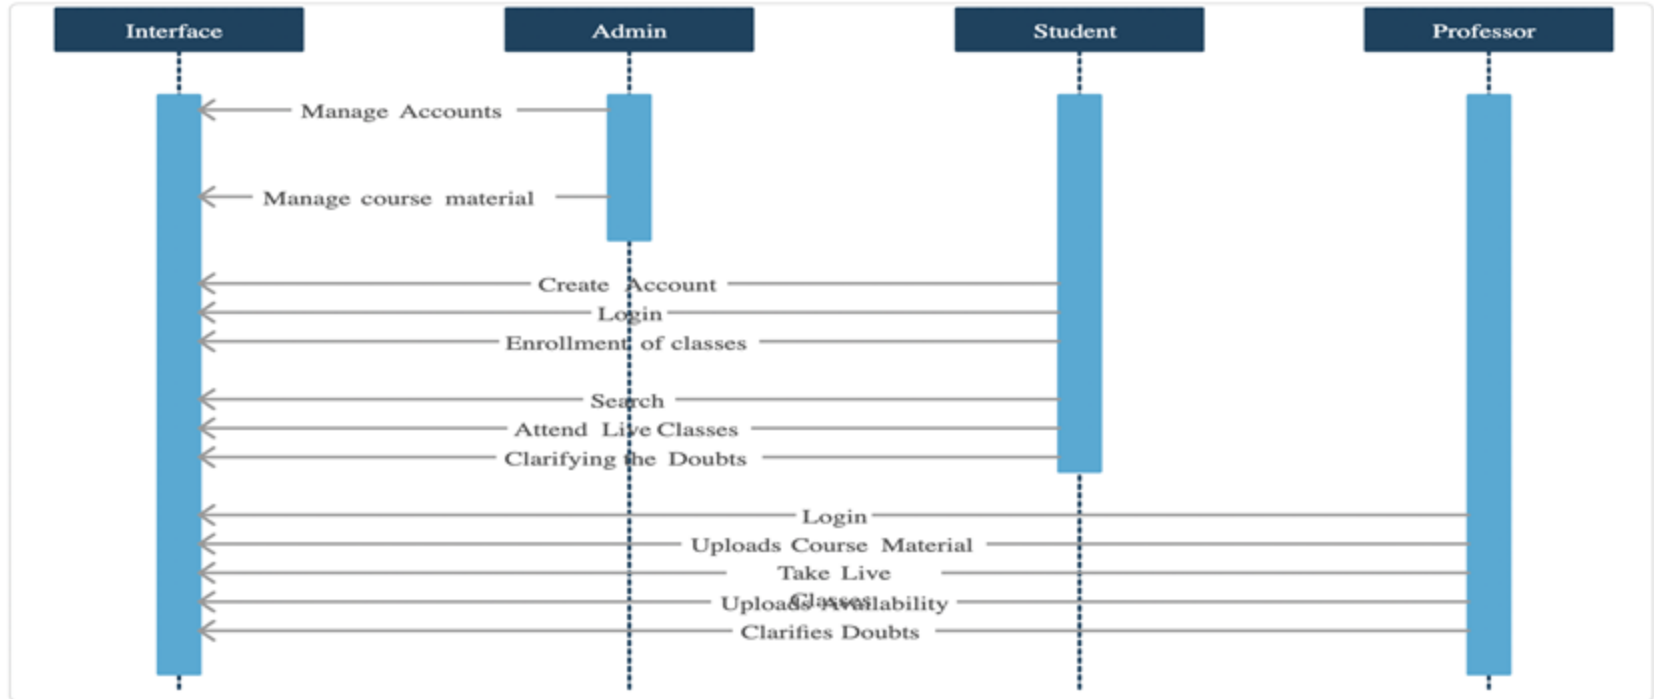 Interface
Admin
Student
Professor
Manage Accounts
Manage course material
Create Account
Login
Enrollment of classes
Search
Attend Live Classes
Clarifying the Doubts
Login
Uploads Course Material
Take Live
Classes
Uploads Availability
Clarifies Doubts